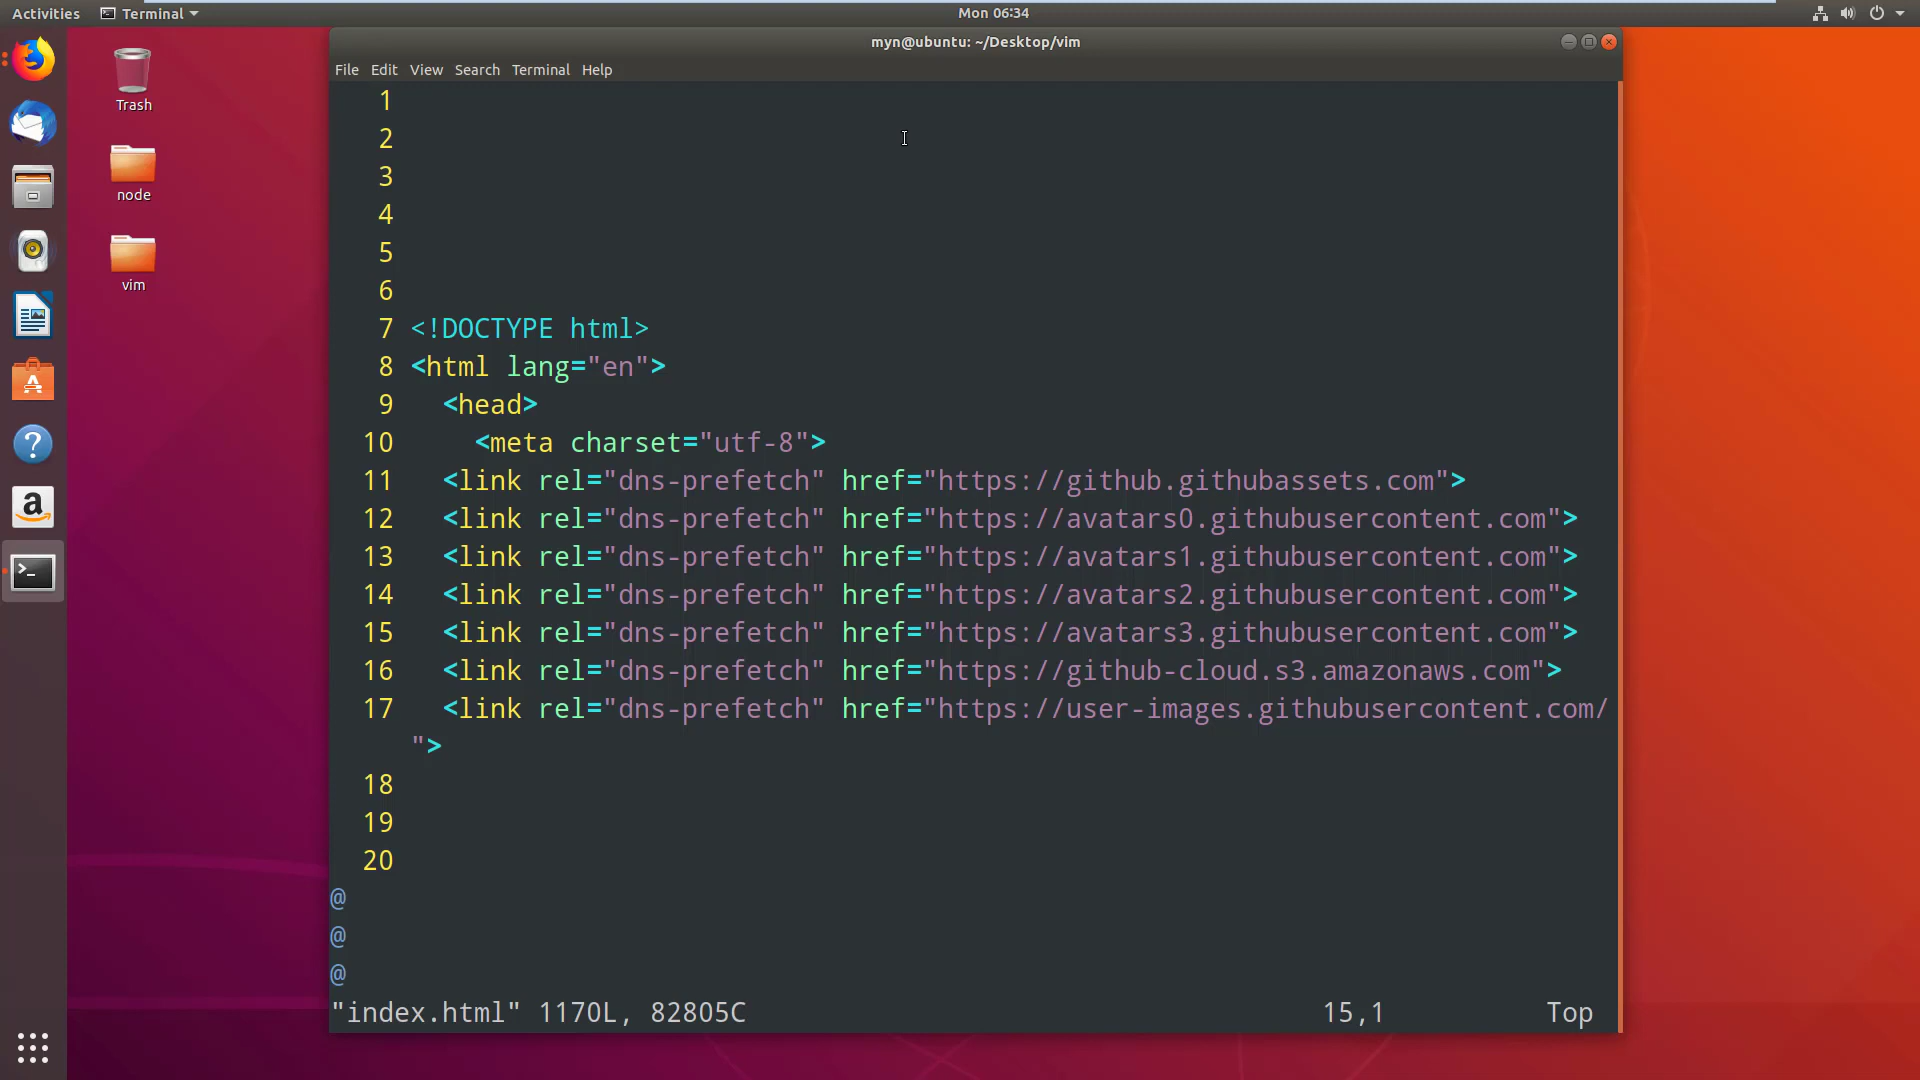 Activities Terminal Mon 06:34
myn@ubuntu: ~/Desktop/vim
File Edit View Search Terminal Help
Trash
node
vim
1
2
3
4
5
6
7 <!DOCTYPE html>
8 <html lang="en">
9 <head>
10 <meta charset="utf-8">
11 <link rel="dns-prefetch" href="https://github.githubassets.com">
12 <link rel="dns-prefetch" href="https://avatars0.githubusercontent.com">
13 <link rel="dns-prefetch" href="https://avatars1.githubusercontent.com">
14 <link rel="dns-prefetch" href="https://avatars2.githubusercontent.com">
15 <link rel="dns-prefetch" href="https://avatars3.githubusercontent.com">
16 <link rel="dns-prefetch" href="https://github-cloud.s3.amazonaws.com">
17 <link rel="dns-prefetch" href="https://user-images.githubusercontent.com/
">
18
19
20
@
@
@
"index.html" 1170L, 82805C 15,1 Top